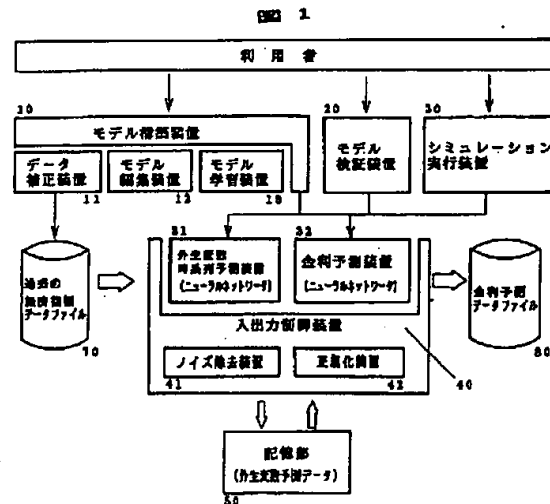 図 1
利用者
10
モデル構築装置
20
モデル
検証装置
30
シミュレーション
実行装置
データ
補正装置
11
モデル
編集装置
12
モデル
学習装置
13
31
外生変数
時系列予測装置
(ニューラルネットワーク)
32
金利予測装置
(ニューラルネットワーク)
過去の
経済指標
データファイル
70
入出力制御装置
金利予測
データファイル
80
ノイズ除去装置
41
正規化装置
42
40
記憶部
(外生変数予測データ)
50